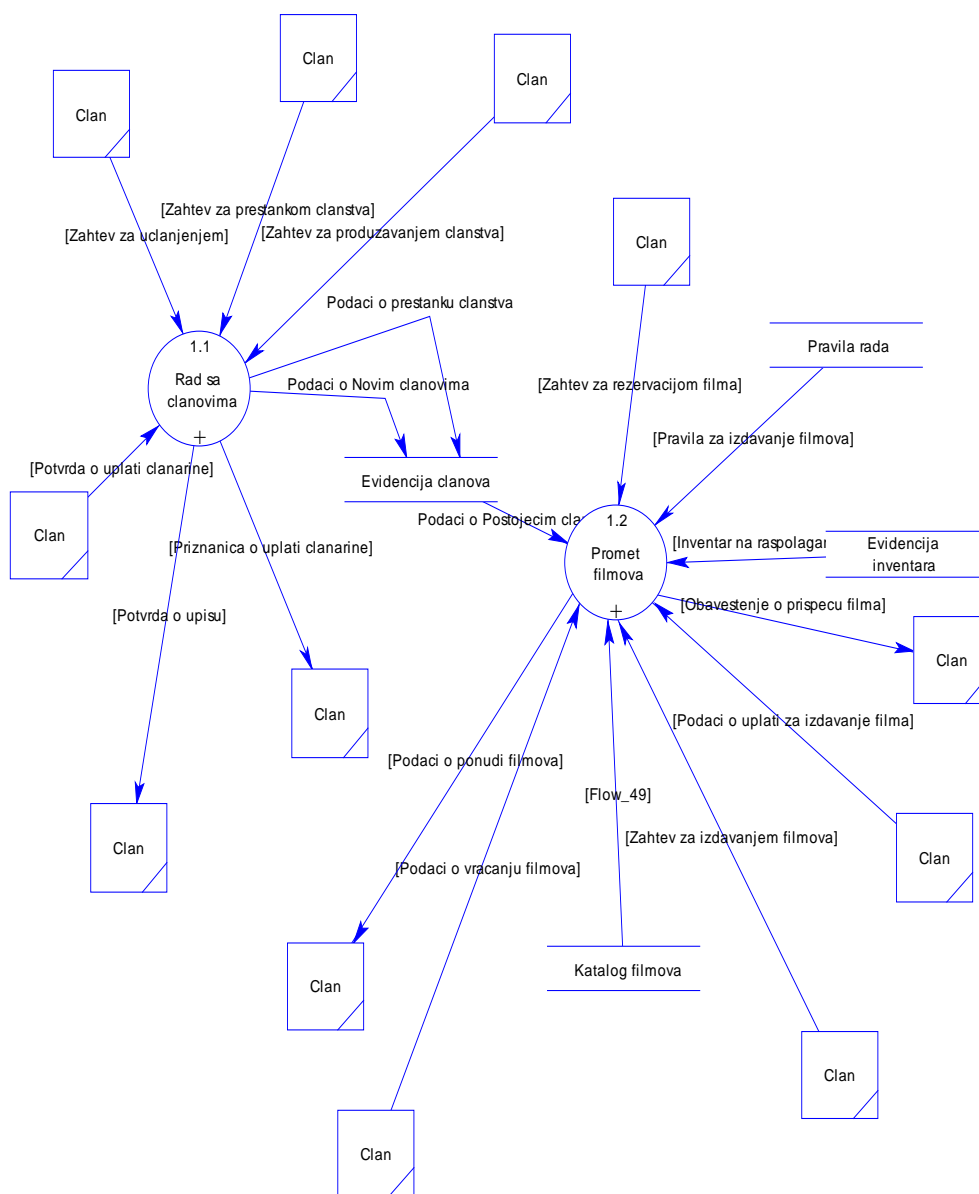 Clan
Clan
Clan
[Zahtev za prestankom clanstva]
[Zahtev za uclanjenjem]
[Zahtev za produzavanjem clanstva]
Clan
Podaci o prestanku clanstva
1.1
Rad sa
clanovima
Pravila rada
Podaci o Novim clanovima
[Zahtev za rezervacijom filma]
[Pravila za izdavanje filmova]
[Potvrda o uplati clanarine]
Evidencija clanova
Clan
Podaci o Postojecim cla
1.2
Promet
filmova
[Inventar na raspolagan
Evidencija
inventara
[Priznanica o uplati clanarine]
[Obavestenje o prispecu filma]
[Potvrda o upisu]
Clan
Clan
[Podaci o uplati za izdavanje filma]
[Podaci o ponudi filmova]
[Flow_49]
[Zahtev za izdavanjem filmova]
Clan
Clan
[Podaci o vracanju filmova]
Katalog filmova
Clan
Clan
Clan